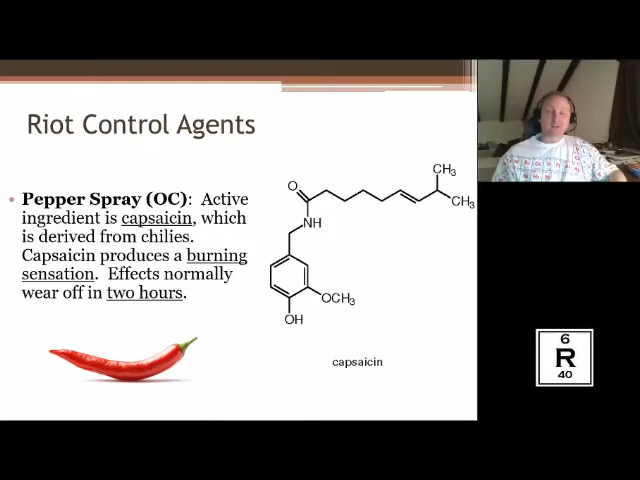 Riot Control Agents
• Pepper Spray (OC): Active
ingredient is capsaicin, which
is derived from chilies.
Capsaicin produces a burning
sensation. Effects normally
wear off in two hours.
CH3
O
CH3
NH
OCH3
OH
capsaicin
6
R
40